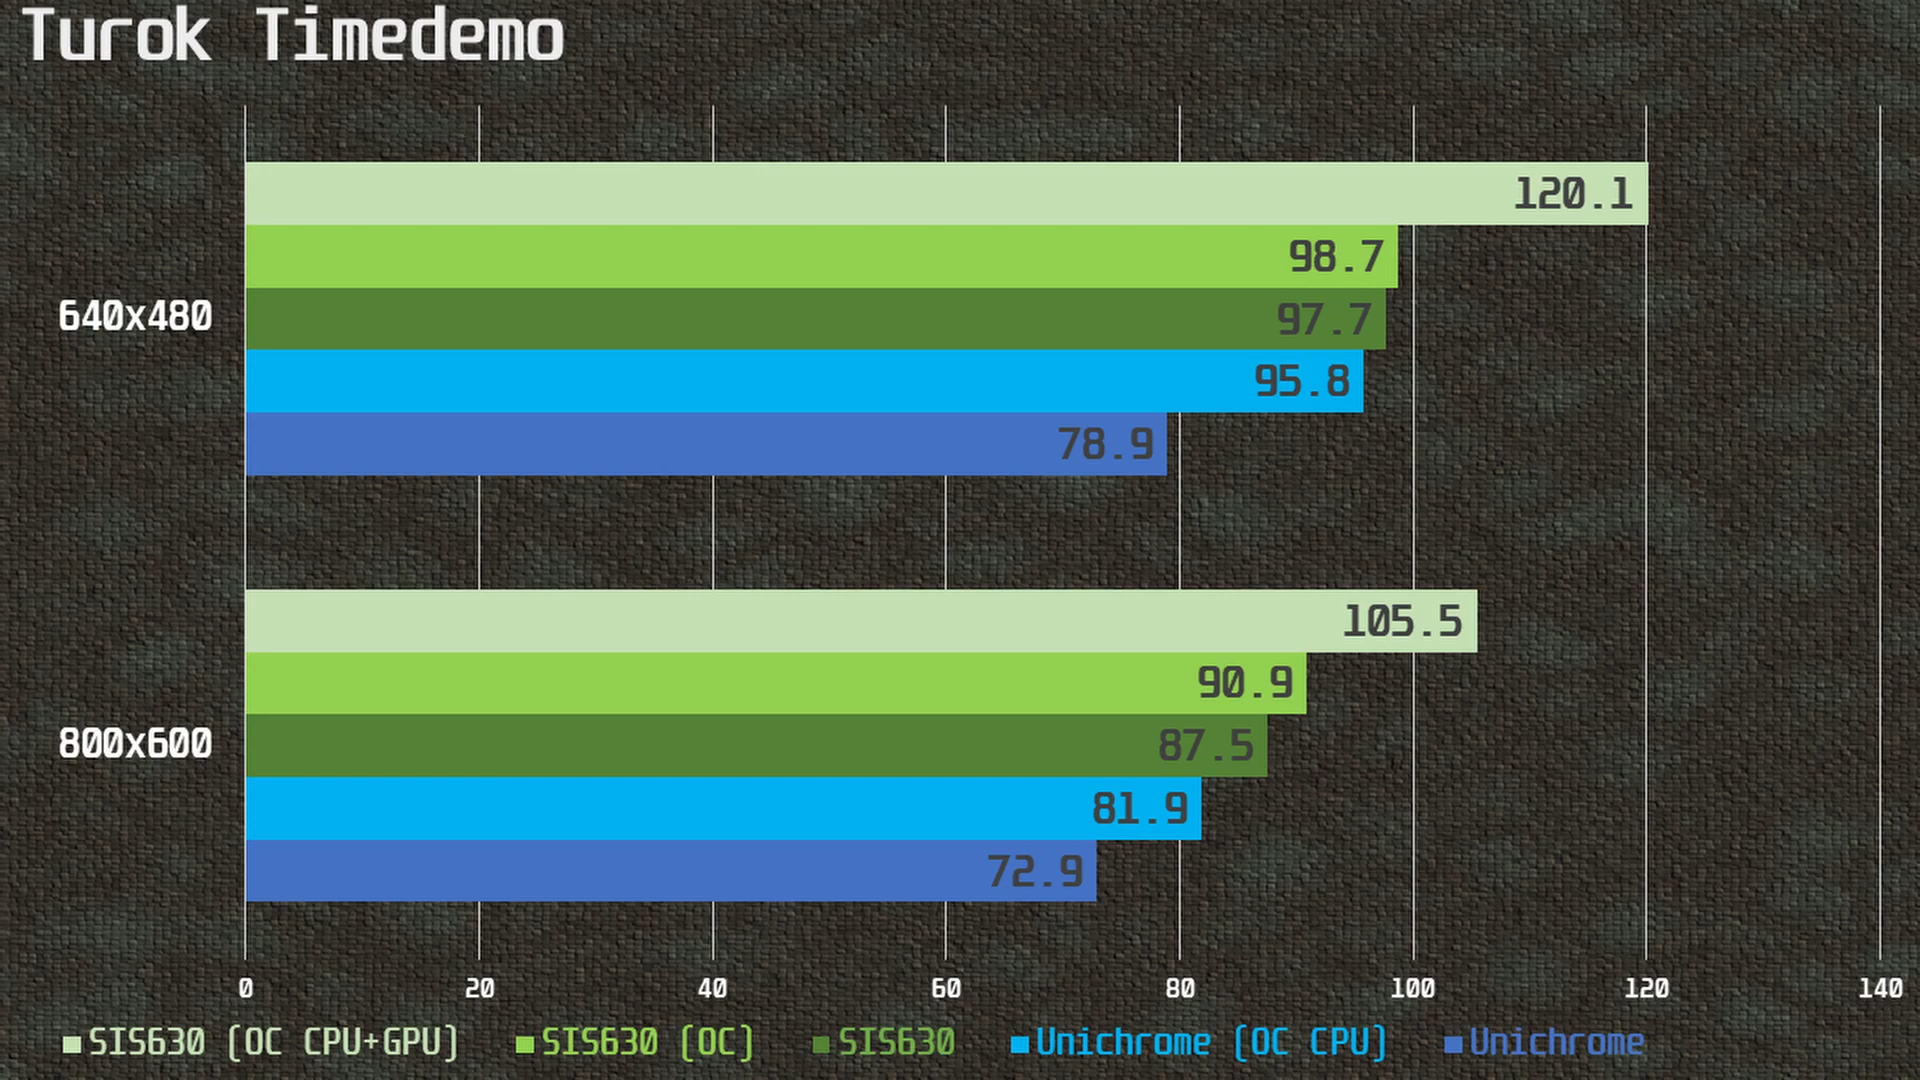 Turok Timedemo
120.1
98.7
640x480
97.7
95.8
78.9
105.5
90.9
800x600
87.5
81.9
72.9
0 20 40 60 80 100 120 140
SIS630 (OC CPU+GPU) SIS630 (OC) SIS630 Unichrome (OC CPU) Unichrome